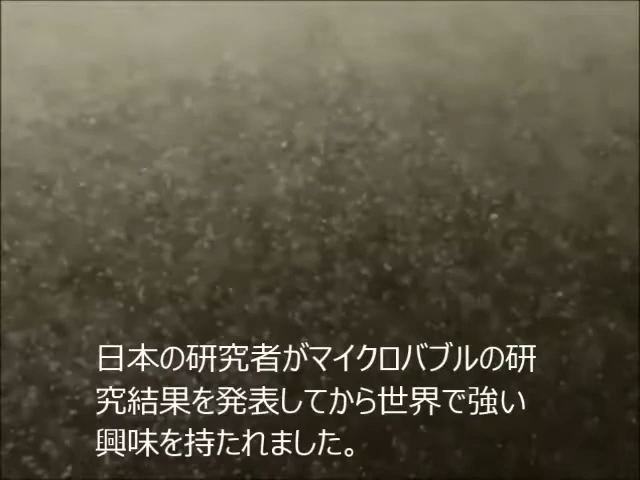 日本の研究者がマイクロバブルの研
究結果を発表してから世界で強い
興味を持たれました。